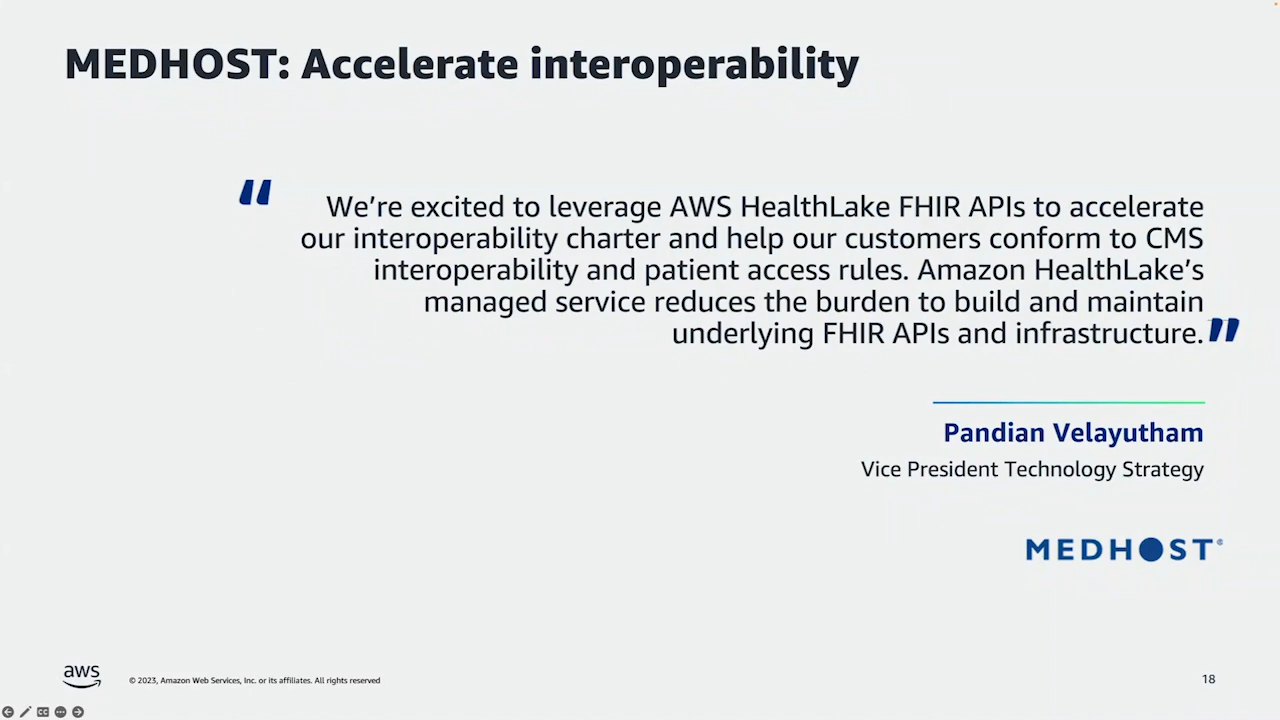 MEDHOST: Accelerate interoperability
“
We’re excited to leverage AWS HealthLake FHIR APIs to accelerate
our interoperability charter and help our customers conform to CMS
interoperability and patient access rules. Amazon HealthLake’s
managed service reduces the burden to build and maintain
underlying FHIR APIs and infrastructure.”
Pandian Velayutham
Vice President Technology Strategy
MEDHOST®
aws
© 2023, Amazon Web Services, Inc. or its affiliates. All rights reserved
18
CC